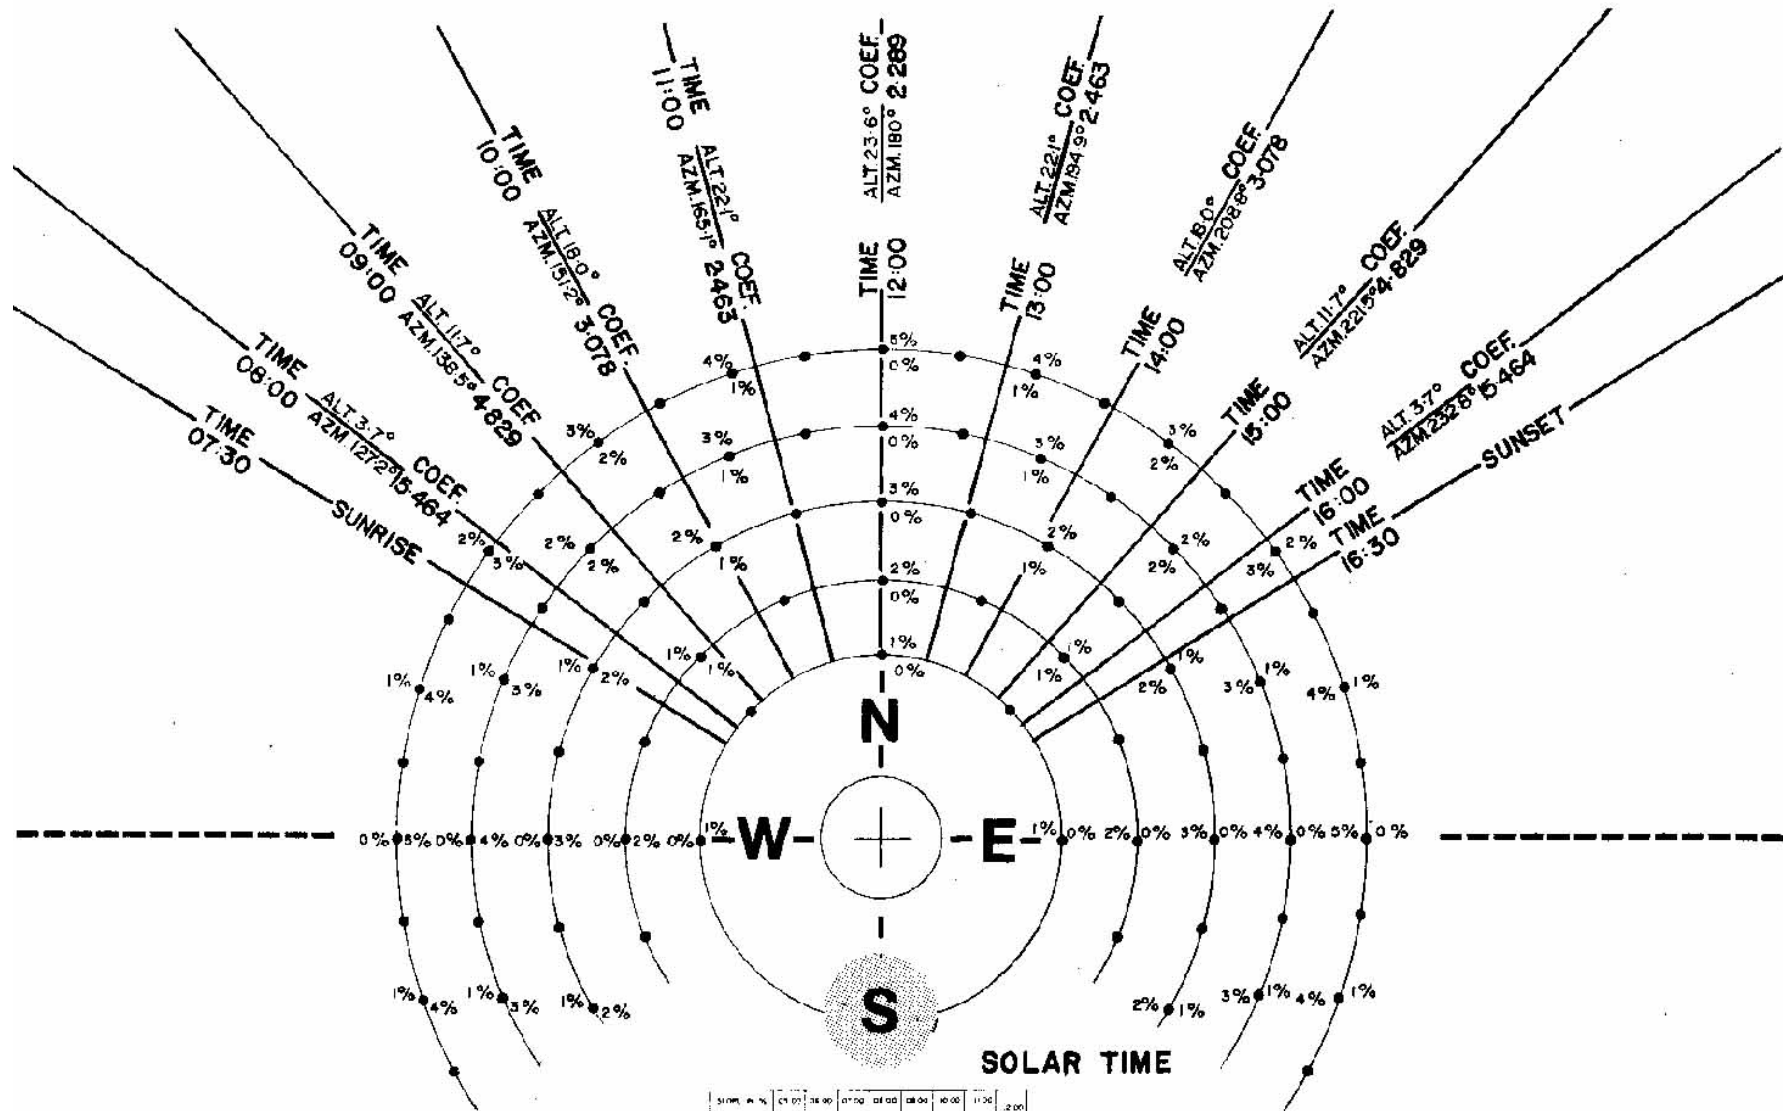 TIME
07:30
SUNRISE
TIME
08:00
ALT. 3·7°
AZM. 127·2°
COEF.
15·464
TIME
09:00
ALT. 11·7°
AZM. 138·5°
COEF.
4·829
TIME
10:00
ALT. 18·0°
AZM. 151·2°
COEF.
3·078
TIME
11:00
ALT. 22·1°
AZM. 165·1°
COEF.
2·463
TIME
12:00
ALT. 23·6°
AZM. 180°
COEF.
2·289
TIME
13:00
ALT. 22·1°
AZM. 194·9°
COEF.
2·463
TIME
14:00
ALT. 18·0°
AZM. 208·8°
COEF.
3·078
TIME
15:00
ALT. 11·7°
AZM. 221·5°
COEF.
4·829
TIME
16:00
ALT. 3·7°
AZM. 232·8°
COEF.
15·464
TIME
16:30
SUNSET
5%
0%
4% 4%
1% 1%
4%
0%
3% 3% 3% 3%
2% 1% 1% 2%
3%
0%
2% 2% 2% 2% 2% 2%
3% 2% 1% 1% 2% 3%
2%
0%
1% 1% 1% 1% 1% 1% 1% 1%
4% 3% 2% 1% 1% 2% 3% 4%
1%
0%
N
0% 5% 0% 4% 0% 3% 0% 2% 0% 1% W E 1% 0% 2% 0% 3% 0% 4% 0% 5% 0%
1% 4% 1% 3% 1% 2% 2% 1% 3% 1% 4% 1%
S
SOLAR TIME